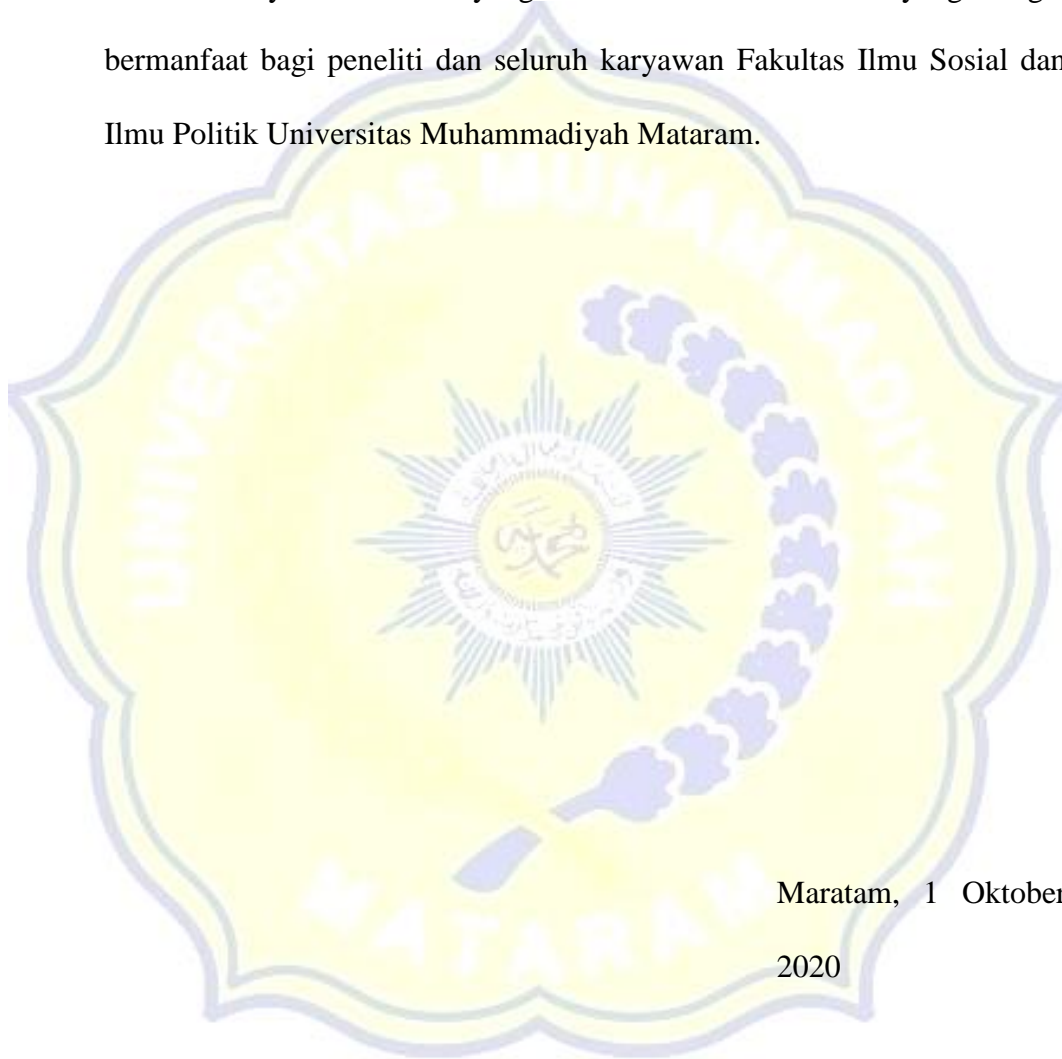 bermanfaat bagi peneliti dan seluruh karyawan Fakultas Ilmu Sosial dan
Ilmu Politik Universitas Muhammadiyah Mataram.
UNIVERSITAS MUHAMMADIYAH
MATARAM
Maratam, 1 Oktober
2020